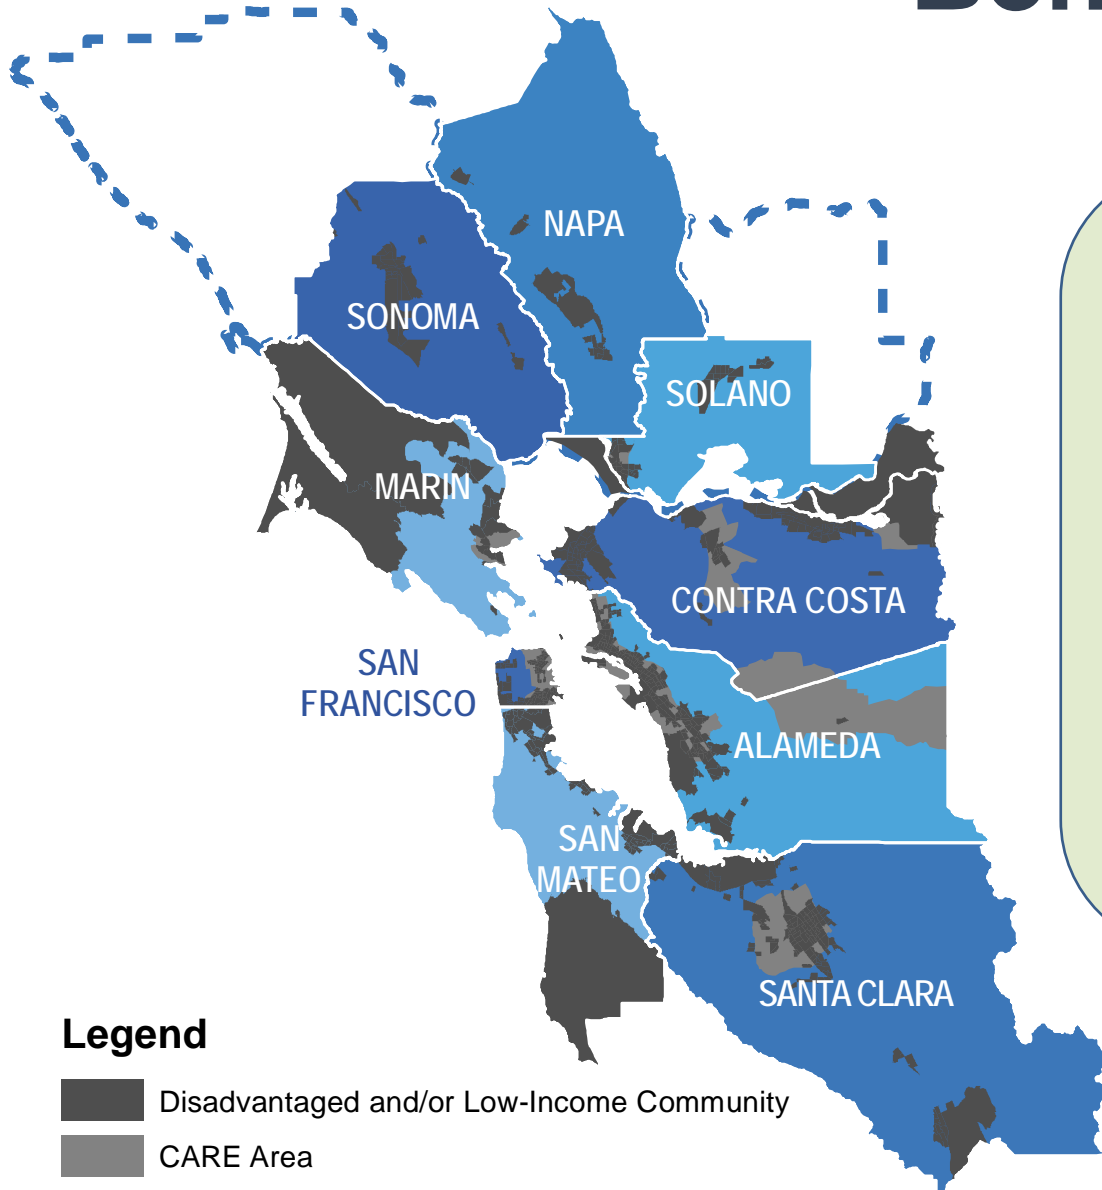 NAPA
SONOMA
SOLANO
MARIN
CONTRA COSTA
SAN
FRANCISCO
ALAMEDA
SAN
MATEO
SANTA CLARA
Legend
Disadvantaged and/or Low-Income Community
CARE Area